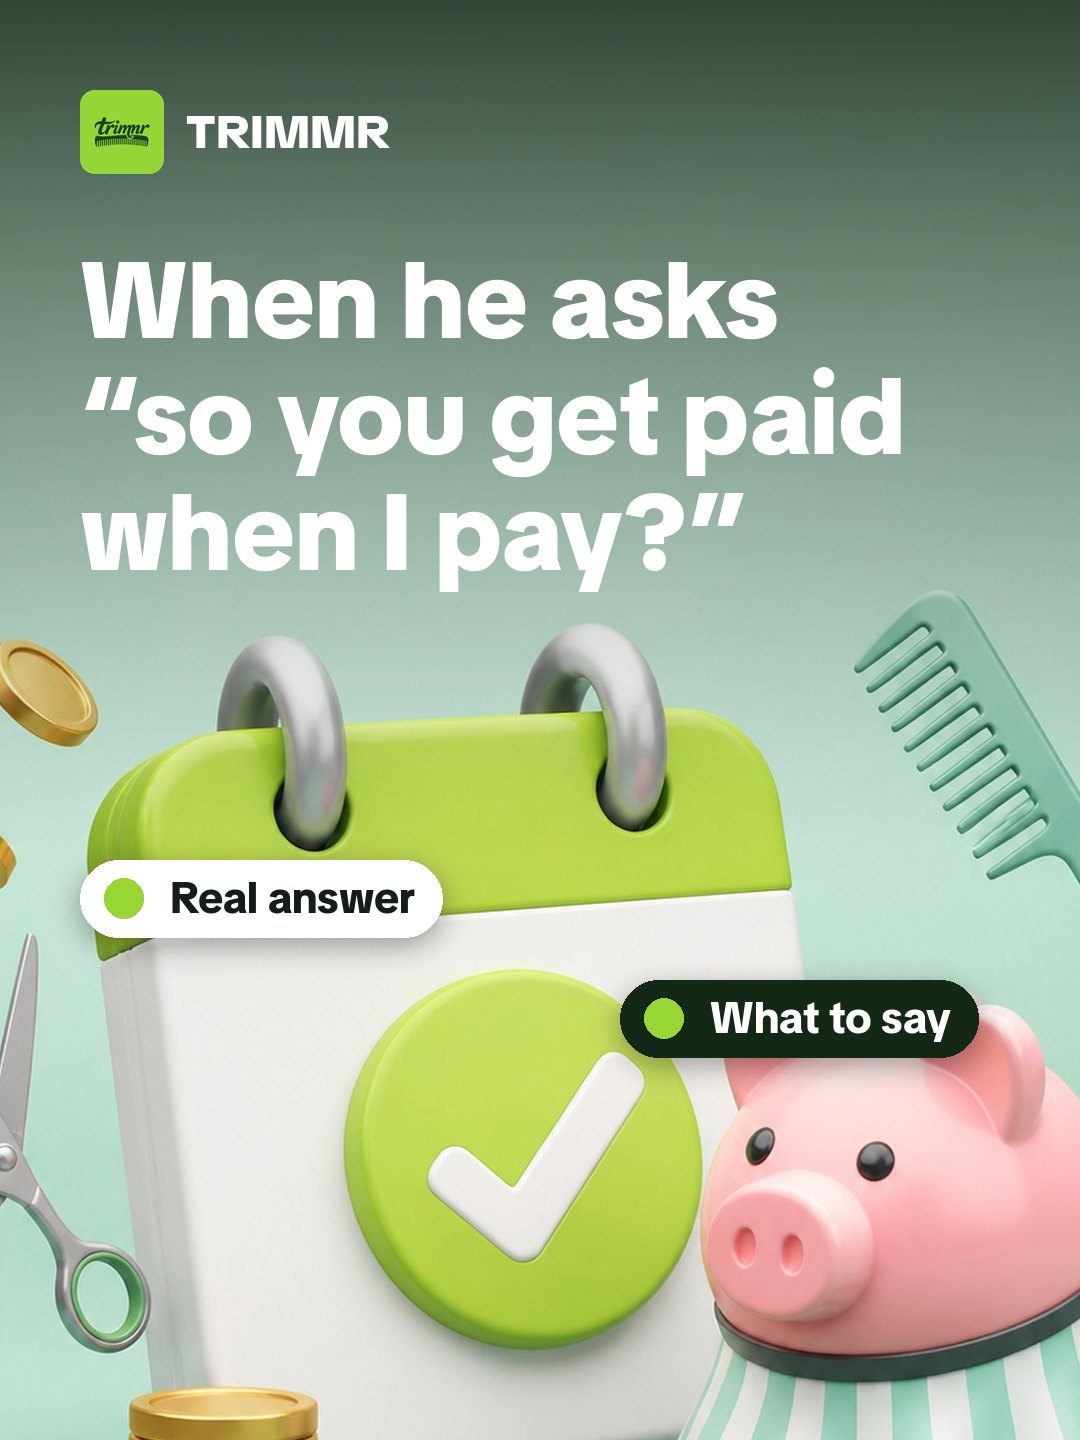 trimmr
TRIMMR
When he asks
“so you get paid
when I pay?”
Real answer
What to say